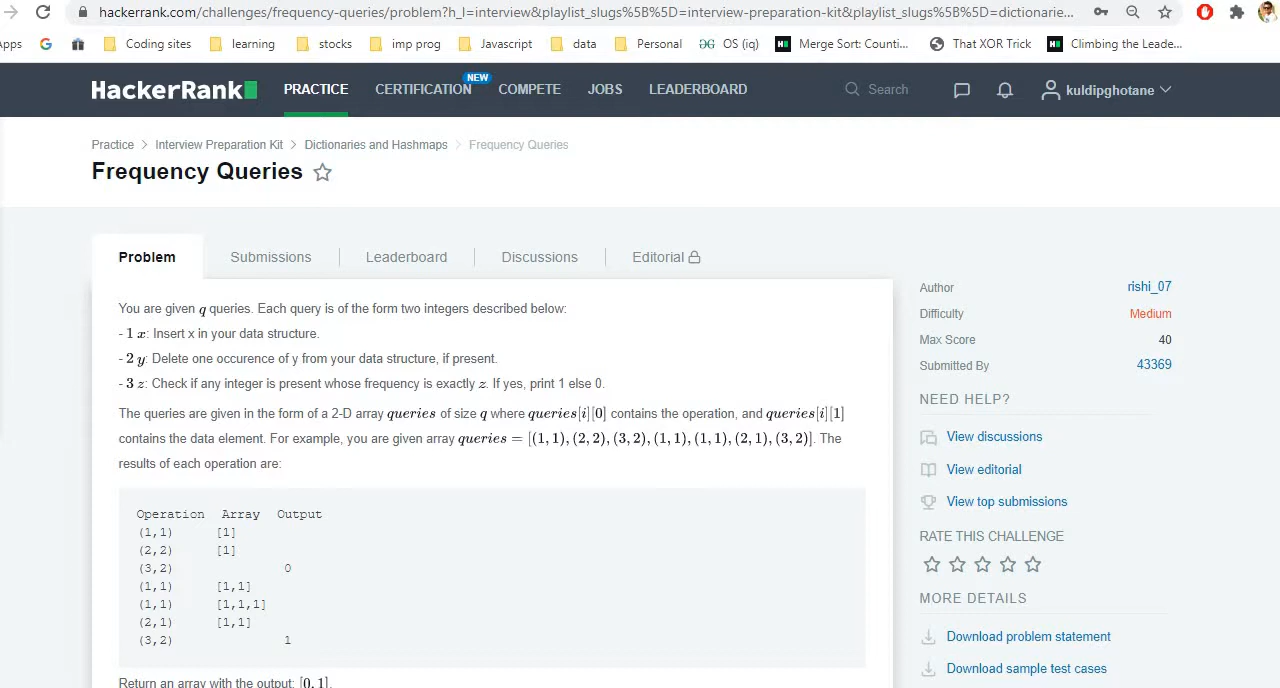 hackerrank.com/challenges/frequency-queries/problem?h_l=interview&playlist_slugs%5B%5D=interview-preparation-kit&playlist_slugs%5B%5D=dictionarie...
Apps G Coding sites learning stocks imp prog Javascript data Personal OS (iq) Merge Sort: Counti... That XOR Trick Climbing the Leade...
HackerRank PRACTICE CERTIFICATION NEW COMPETE JOBS LEADERBOARD Search kuldipghotane
Practice > Interview Preparation Kit > Dictionaries and Hashmaps > Frequency Queries
Frequency Queries
Problem Submissions Leaderboard Discussions Editorial
You are given q queries. Each query is of the form two integers described below:
- 1 x: Insert x in your data structure.
- 2 y: Delete one occurence of y from your data structure, if present.
- 3 z: Check if any integer is present whose frequency is exactly z. If yes, print 1 else 0.
The queries are given in the form of a 2-D array queries of size q where queries[i][0] contains the operation, and queries[i][1]
contains the data element. For example, you are given array queries = [(1, 1), (2, 2), (3, 2), (1, 1), (1, 1), (2, 1), (3, 2)]. The
results of each operation are:
Operation Array Output
(1,1) [1]
(2,2) [1]
(3,2) 0
(1,1) [1,1]
(1,1) [1,1,1]
(2,1) [1,1]
(3,2) 1
Return an array with the output: [0, 1].
Author rishi_07
Difficulty Medium
Max Score 40
Submitted By 43369
NEED HELP?
View discussions
View editorial
View top submissions
RATE THIS CHALLENGE
MORE DETAILS
Download problem statement
Download sample test cases